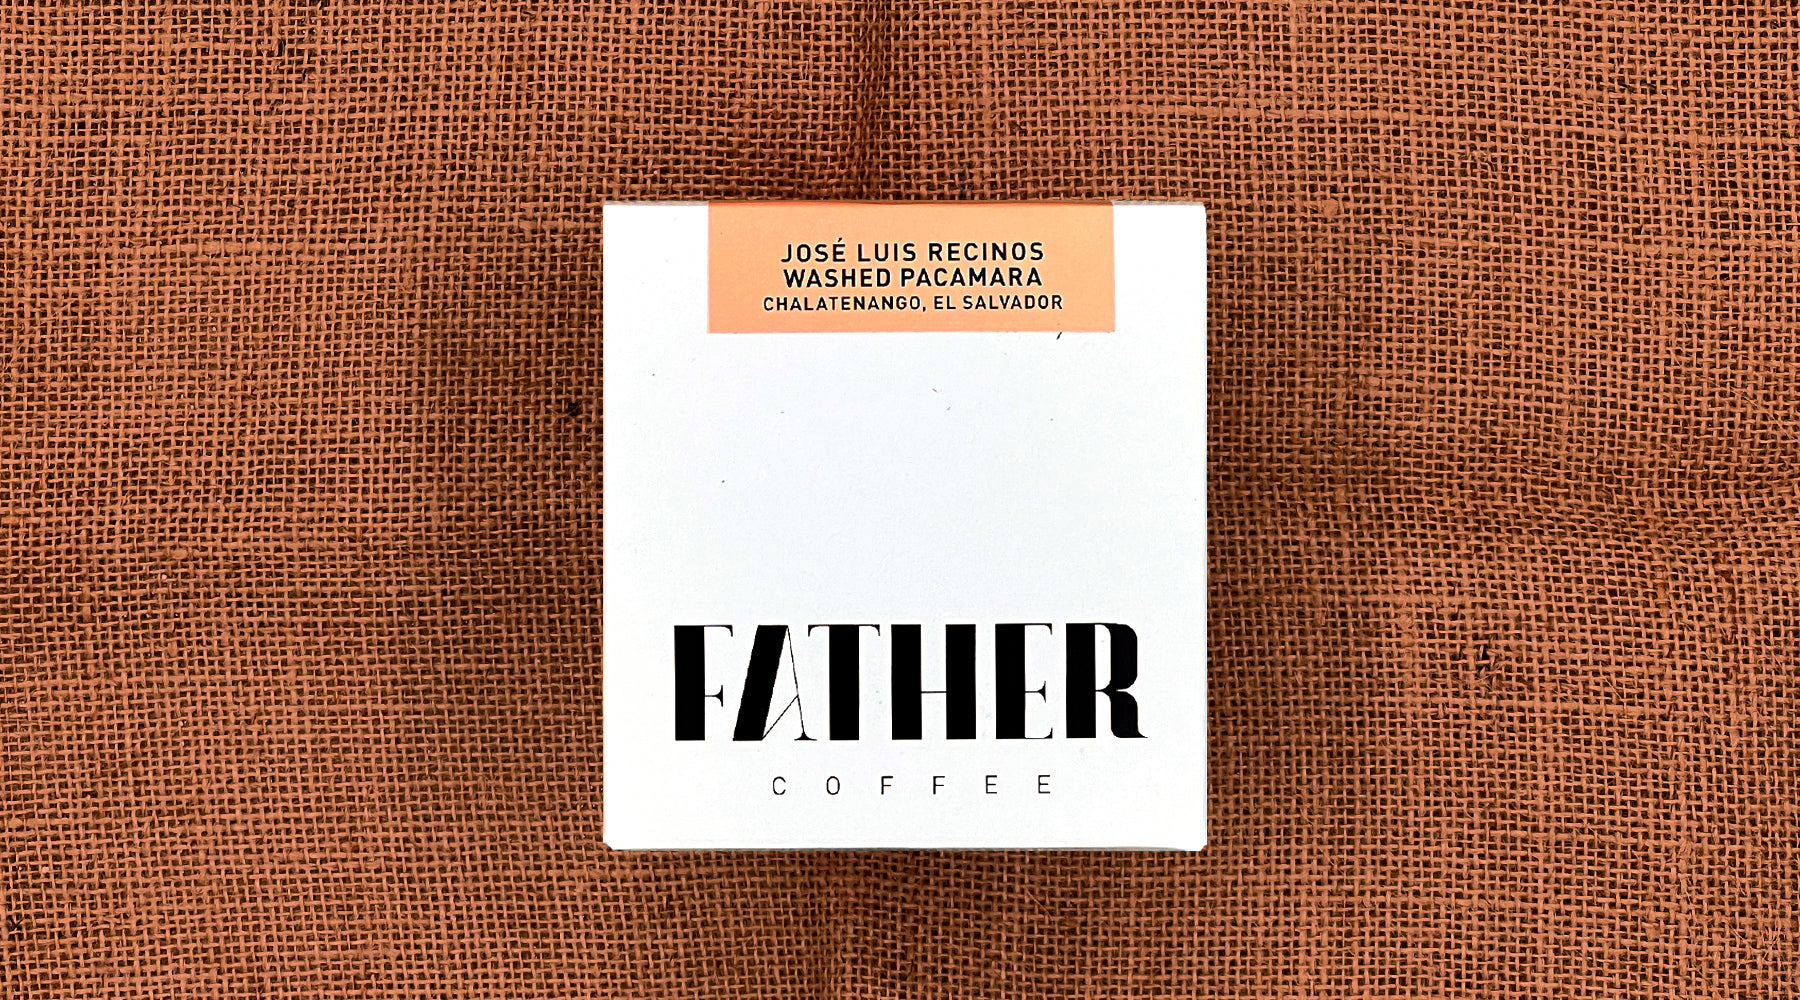 JOSÉ LUIS RECINOS
WASHED PACAMARA
CHALATENANGO, EL SALVADOR
FATHER
COFFEE